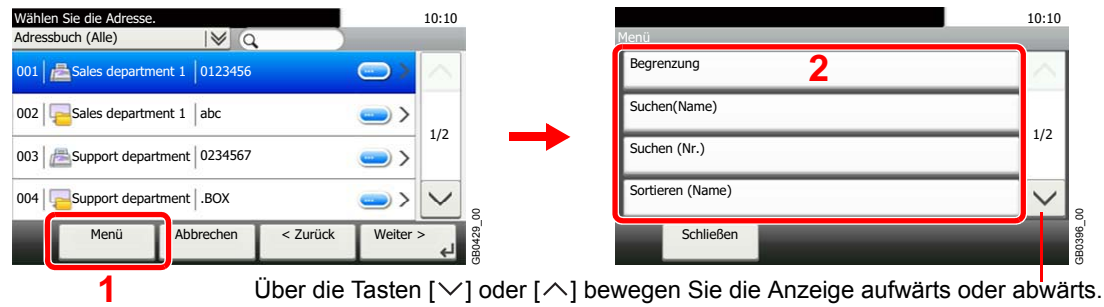 Wählen Sie die Adresse. 10:10
Adressbuch (Alle)
001 Sales department 1 0123456
002 Sales department 1 abc
003 Support department 0234567
004 Support department .BOX
1/2
Menü Abbrechen < Zurück Weiter >
GB0429_00
1
10:10
Menü
Begrenzung
2
Suchen(Name)
Suchen (Nr.)
Sortieren (Name)
1/2
Schließen
GB0396_00
Über die Tasten [∨] oder [∧] bewegen Sie die Anzeige aufwärts oder abwärts.